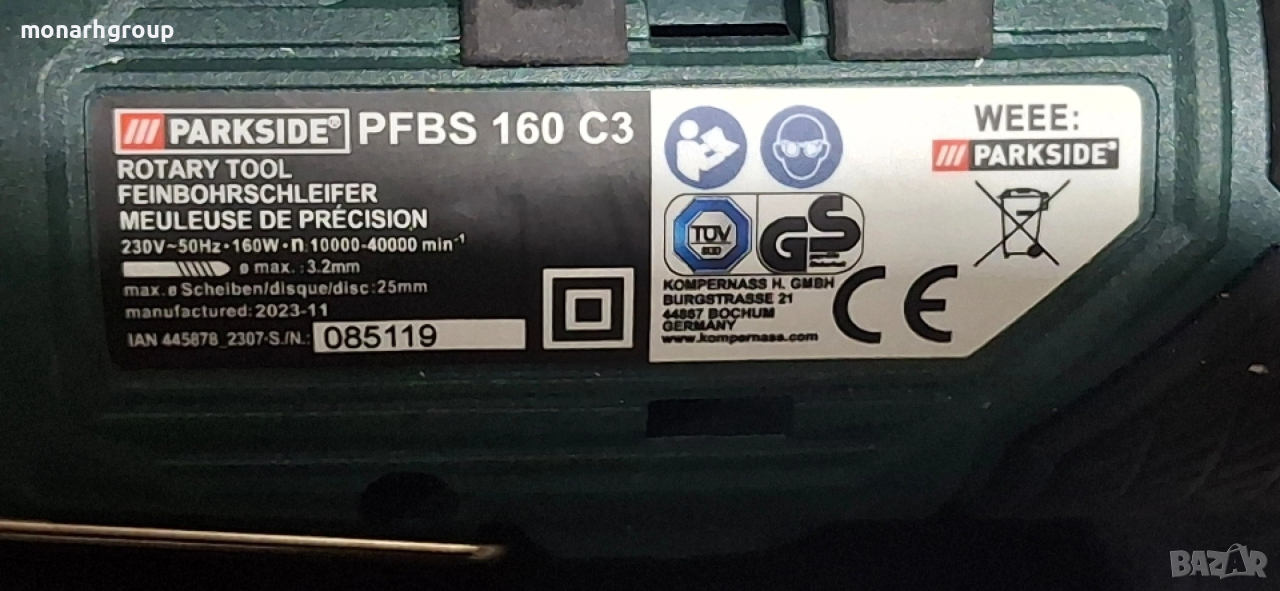 monarhgroup
PARKSIDE® PFBS 160 C3
ROTARY TOOL
FEINBOHRSCHLEIFER
MEULEUSE DE PRÉCISION
230V~50Hz•160W•n 10000-40000 min⁻¹
ø max.:3.2mm
max.ø Scheiben/disque/disc:25mm
manufactured:2023-11
IAN 445878_2307•S./N.: 085119
TÜV
SÜD
GS
KOMPERNASS H. GMBH
BURGSTRASSE 21
44867 BOCHUM
GERMANY
www.kompernass.com
CE
WEEE:
PARKSIDE®
BAZAR